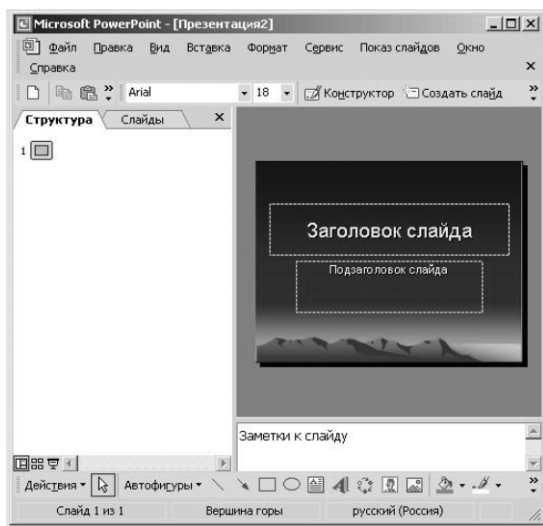 Microsoft PowerPoint - [Презентация2]
Файл Правка Вид Вставка Формат Сервис Показ слайдов Окно
Справка
Arial 18 Конструктор Создать слайд
Структура Слайды
1
Заголовок слайда
Подзаголовок слайда
Заметки к слайду
Действия Автофигуры
Слайд 1 из 1 Вершина горы русский (Россия)